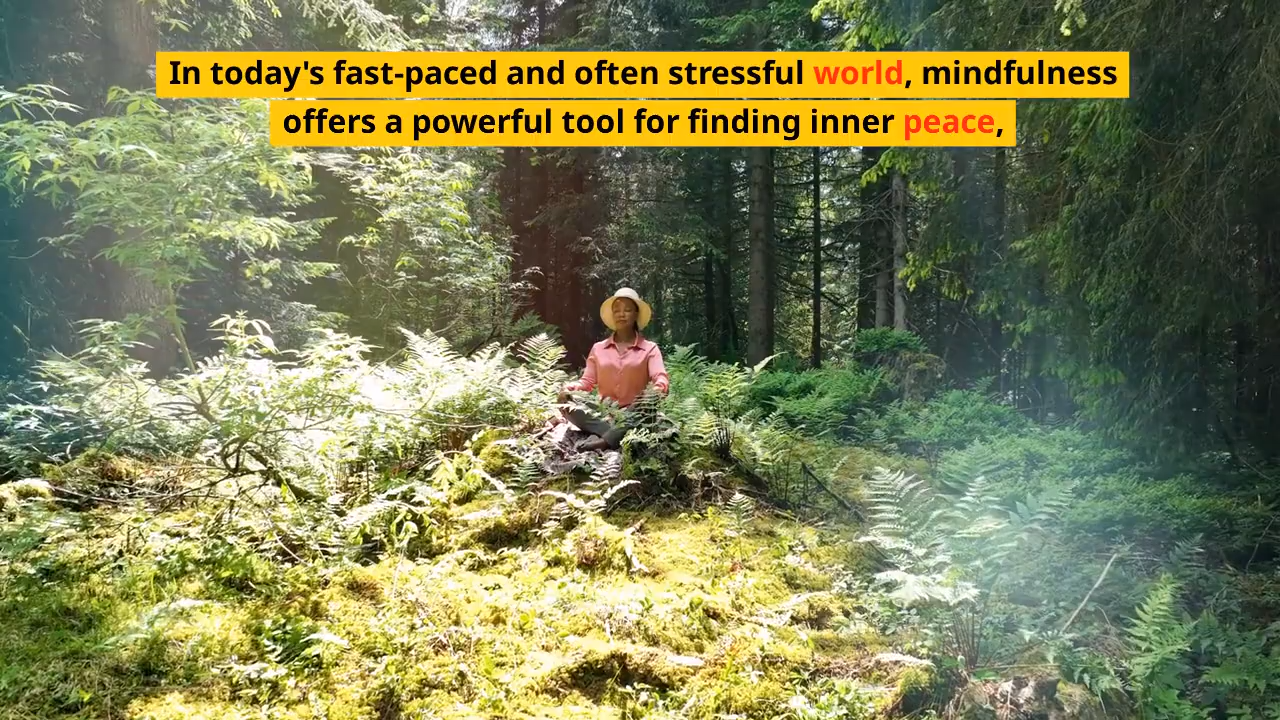 In today's fast-paced and often stressful world, mindfulness
offers a powerful tool for finding inner peace,